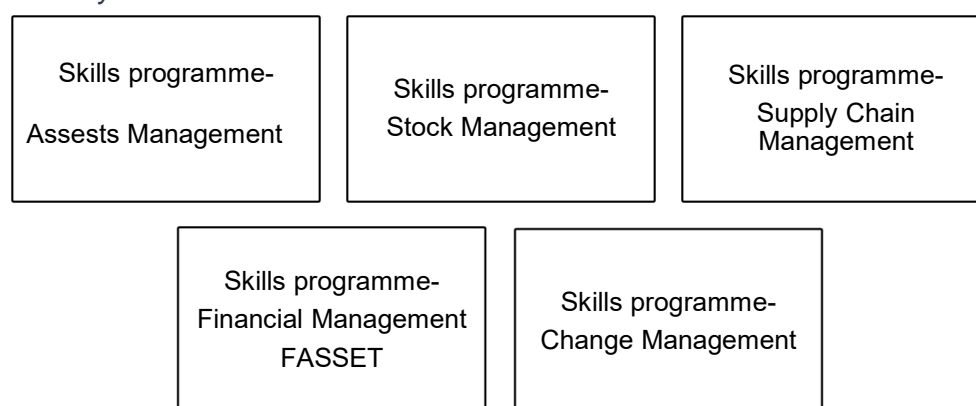 Skills programme-
Assests Management
Skills programme-
Stock Management
Skills programme-
Supply Chain
Management
Skills programme-
Financial Management
FASSET
Skills programme-
Change Management